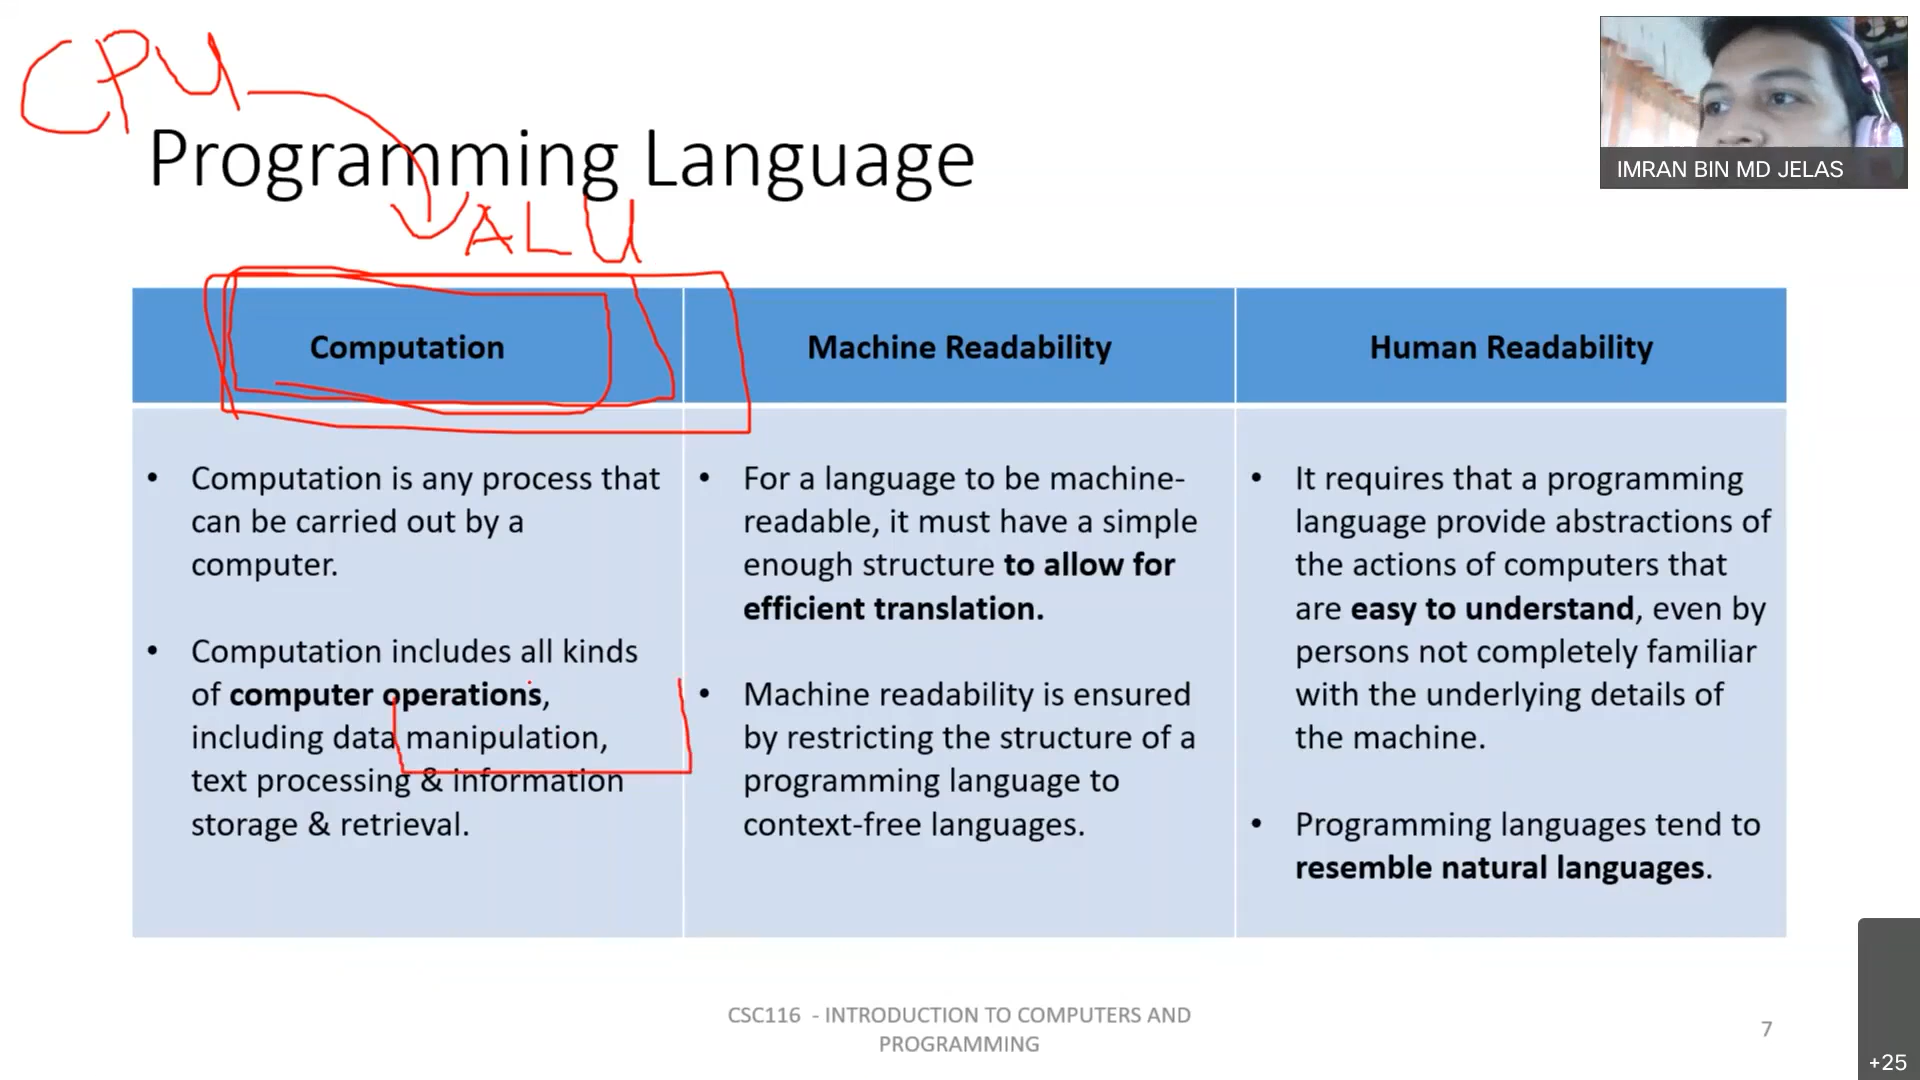 CPU
IMRAN BIN MD JELAS
Programming Language
ALU
Computation
Machine Readability
Human Readability
• Computation is any process that
can be carried out by a
computer.
• Computation includes all kinds
of computer operations,
including data manipulation,
text processing & information
storage & retrieval.
• For a language to be machine-
readable, it must have a simple
enough structure to allow for
efficient translation.
• Machine readability is ensured
by restricting the structure of a
programming language to
context-free languages.
• It requires that a programming
language provide abstractions of
the actions of computers that
are easy to understand, even by
persons not completely familiar
with the underlying details of
the machine.
• Programming languages tend to
resemble natural languages.
CSC116  - INTRODUCTION TO COMPUTERS AND
PROGRAMMING
7
+25